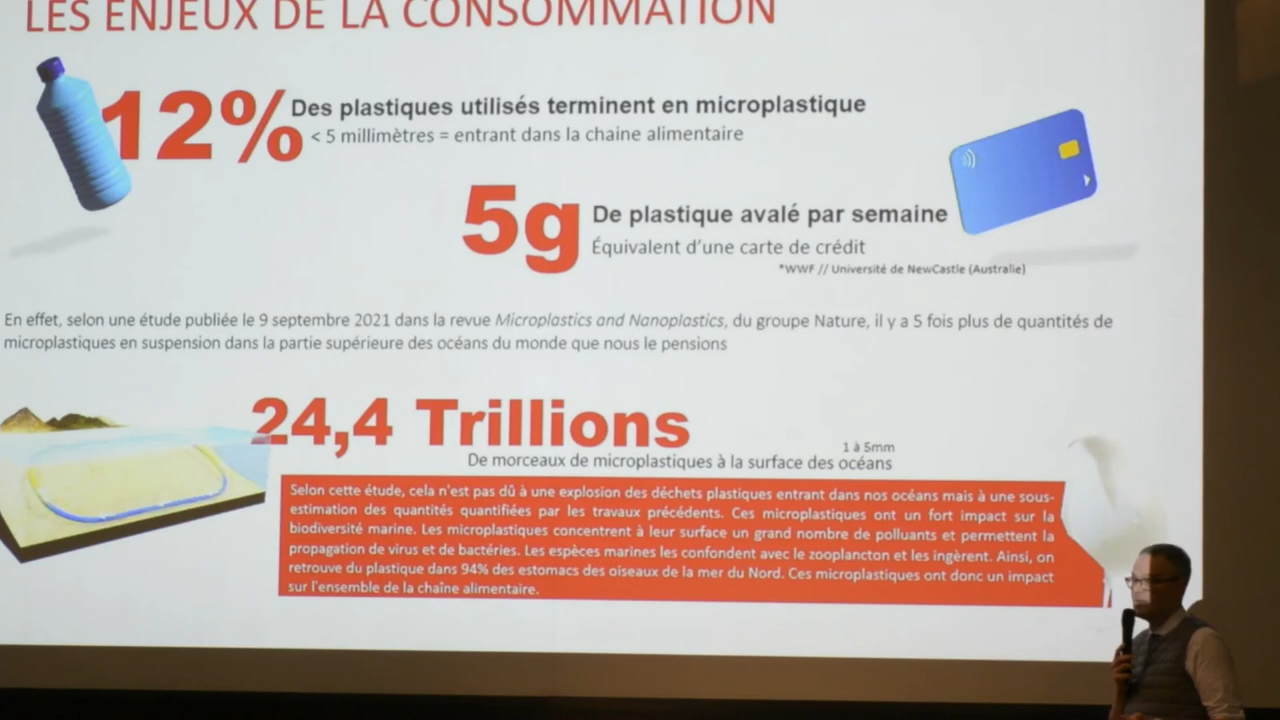 LES ENJEUX DE LA CONSOMMATION
12% Des plastiques utilisés terminent en microplastique
< 5 millimètres = entrant dans la chaine alimentaire
5g De plastique avalé par semaine
Équivalent d'une carte de crédit
*WWF // Université de NewCastle (Australie)
En effet, selon une étude publiée le 9 septembre 2021 dans la revue Microplastics and Nanoplastics, du groupe Nature, il y a 5 fois plus de quantités de
microplastiques en suspension dans la partie supérieure des océans du monde que nous le pensions
24,4 Trillions
1 à 5mm
De morceaux de microplastiques à la surface des océans
Selon cette étude, cela n'est pas dû à une explosion des déchets plastiques entrant dans nos océans mais à une sous-
estimation des quantités quantifiées par les travaux précédents. Ces microplastiques ont un fort impact sur la
biodiversité marine. Les microplastiques concentrent à leur surface un grand nombre de polluants et permettent la
propagation de virus et de bactéries. Les espèces marines les confondent avec le zooplancton et les ingèrent. Ainsi, on
retrouve du plastique dans 94% des estomacs des oiseaux de la mer du Nord. Ces microplastiques ont donc un impact
sur l'ensemble de la chaîne alimentaire.